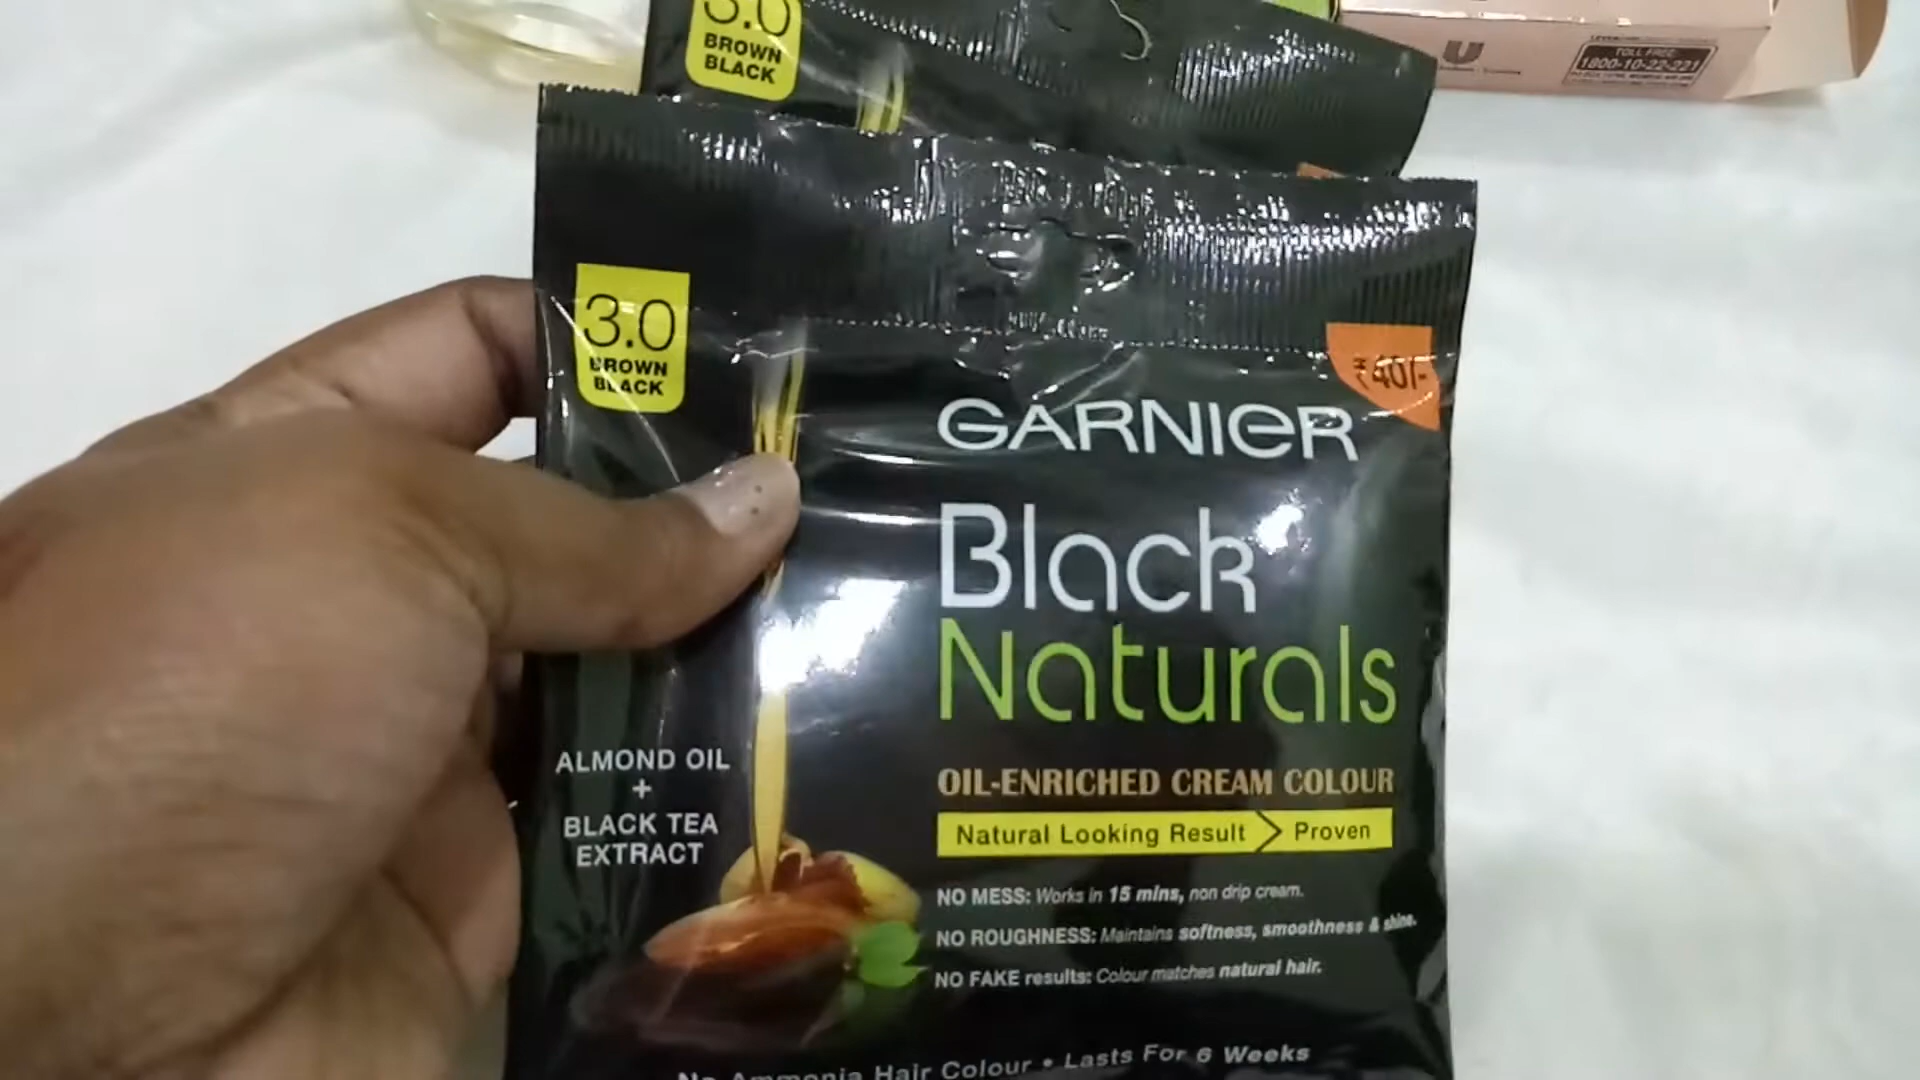 3.0
BROWN
BLACK
U
TOLL FREE:
1800-10-22-221
3.0
BROWN
BLACK
₹40/-
GARNIER
Black
Naturals
ALMOND OIL
+
BLACK TEA
EXTRACT
OIL-ENRICHED CREAM COLOUR
Natural Looking Result Proven
NO MESS: Works in 15 mins, non drip cream.
NO ROUGHNESS: Maintains softness, smoothness & shine.
NO FAKE results: Colour matches natural hair.
No Ammonia Hair Colour • Lasts For 6 Weeks